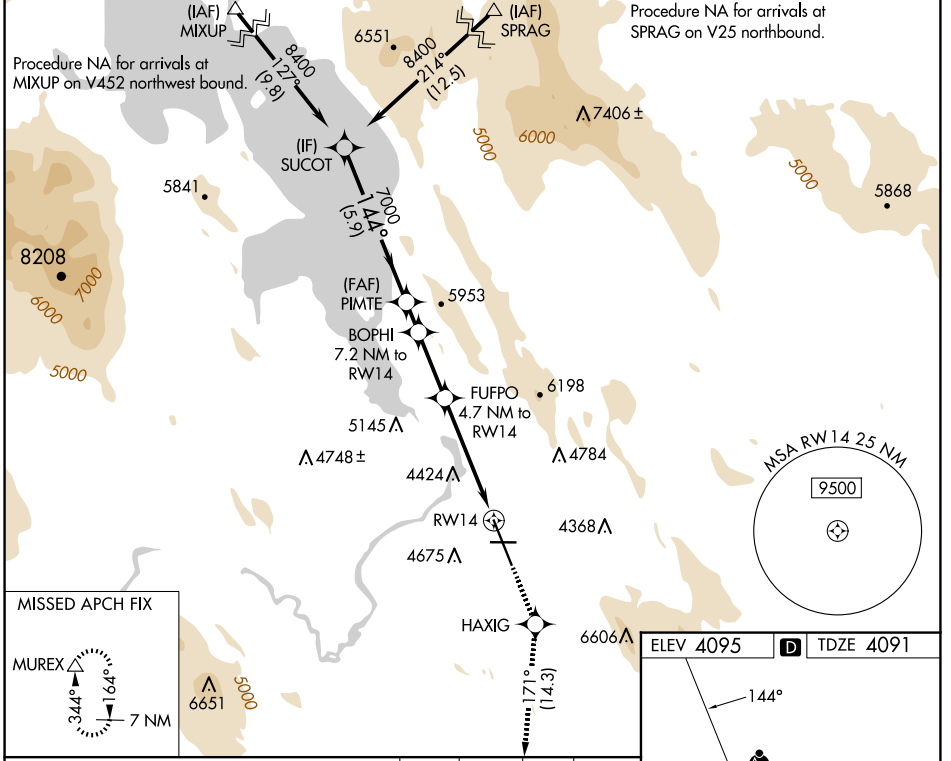 (IAF)
MIXUP
Procedure NA for arrivals at
MIXUP on V452 northwest bound.
8400
127°
(9.8)
6551
(IAF)
SPRAG
8400
214°
(12.5)
Procedure NA for arrivals at
SPRAG on V25 northbound.
7406 ±
5000
6000
5000
5868
(IF)
SUCOT
5841
7000
144°
(5.9)
8208
7000
6000
5000
(FAF)
PIMTE
5953
BOPHI
7.2 NM to
RW14
FUFPO
4.7 NM to
RW14
6198
5145
4748 ±
4424
4784
RW14
4368
4675
MSA RW14 25 NM
9500
HAXIG
6606
171°
(14.3)
6651
5000
MISSED APCH FIX
MUREX
344°
164°
7 NM
ELEV 4095
D
TDZE 4091
144°